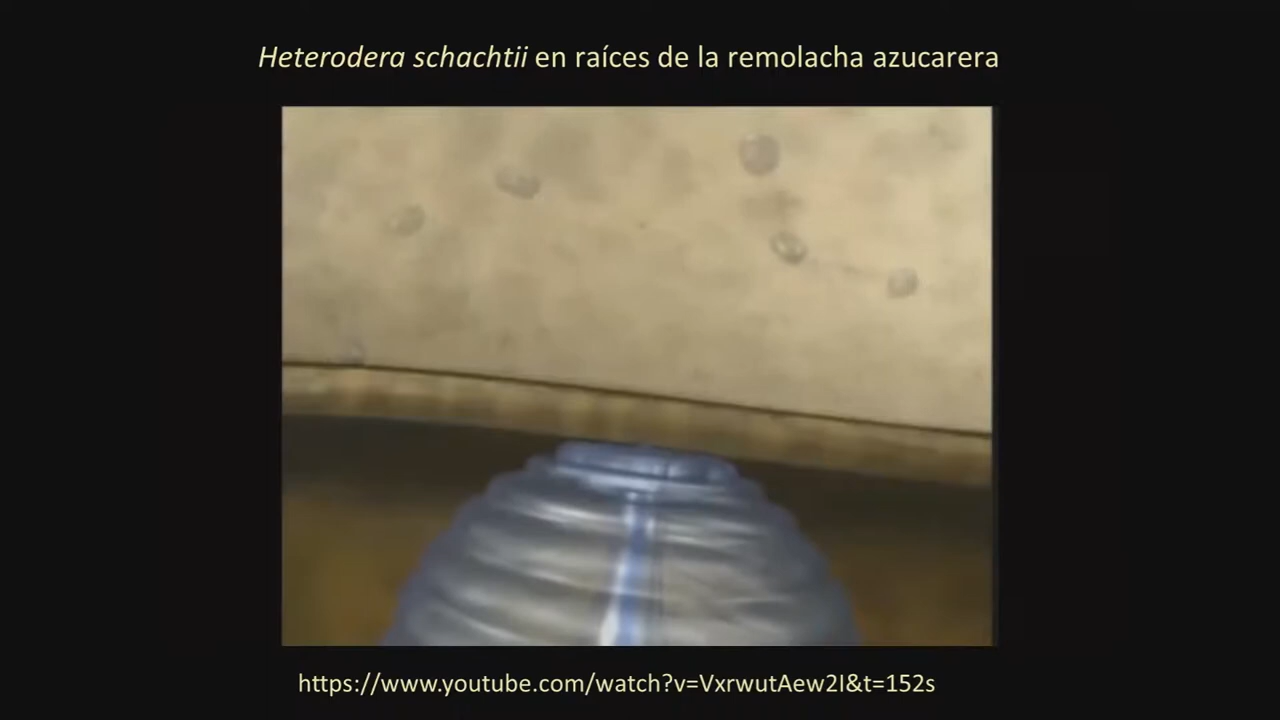 Heterodera schachtii en raíces de la remolacha azucarera
https://www.youtube.com/watch?v=VxrwutAew2I&t=152s